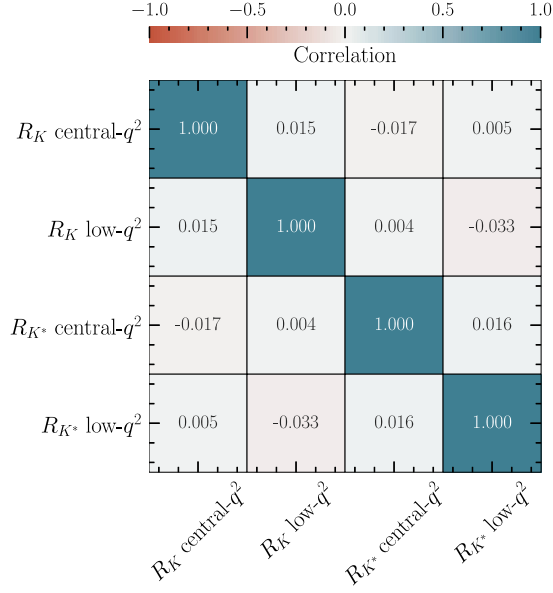 −1.0 −0.5 0.0 0.5 1.0
Correlation
R_K central-q^2 1.000 0.015 -0.017 0.005
R_K low-q^2 0.015 1.000 0.004 -0.033
R_{K*} central-q^2 -0.017 0.004 1.000 0.016
R_{K*} low-q^2 0.005 -0.033 0.016 1.000
R_K central-q^2
R_K low-q^2
R_{K*} central-q^2
R_{K*} low-q^2